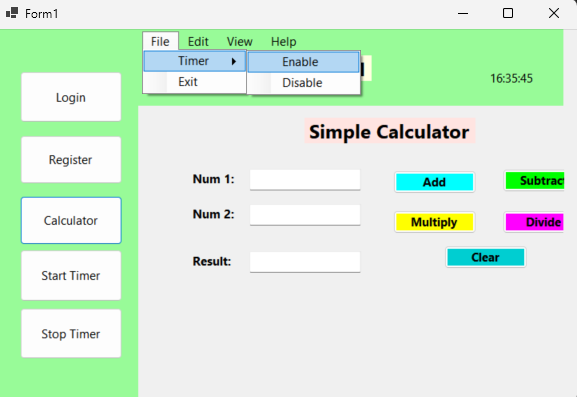 Form1
File Edit View Help
Timer Enable
Exit Disable
16:35:45
Login
Register
Calculator
Start Timer
Stop Timer
Simple Calculator
Num 1: Add Subtract
Num 2: Multiply Divide
Result: Clear